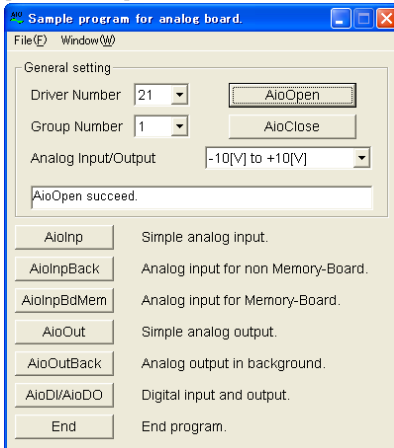 AIO Sample program for analog board.
File(F) Window(W)
General setting
Driver Number 21 AioOpen
Group Number 1 AioClose
Analog Input/Output -10[V] to +10[V]
AioOpen succeed.
AioInp Simple analog input.
AioInpBack Analog input for non Memory-Board.
AioInpBdMem Analog input for Memory-Board.
AioOut Simple analog output.
AioOutBack Analog output in background.
AioDI/AioDO Digital input and output.
End End program.